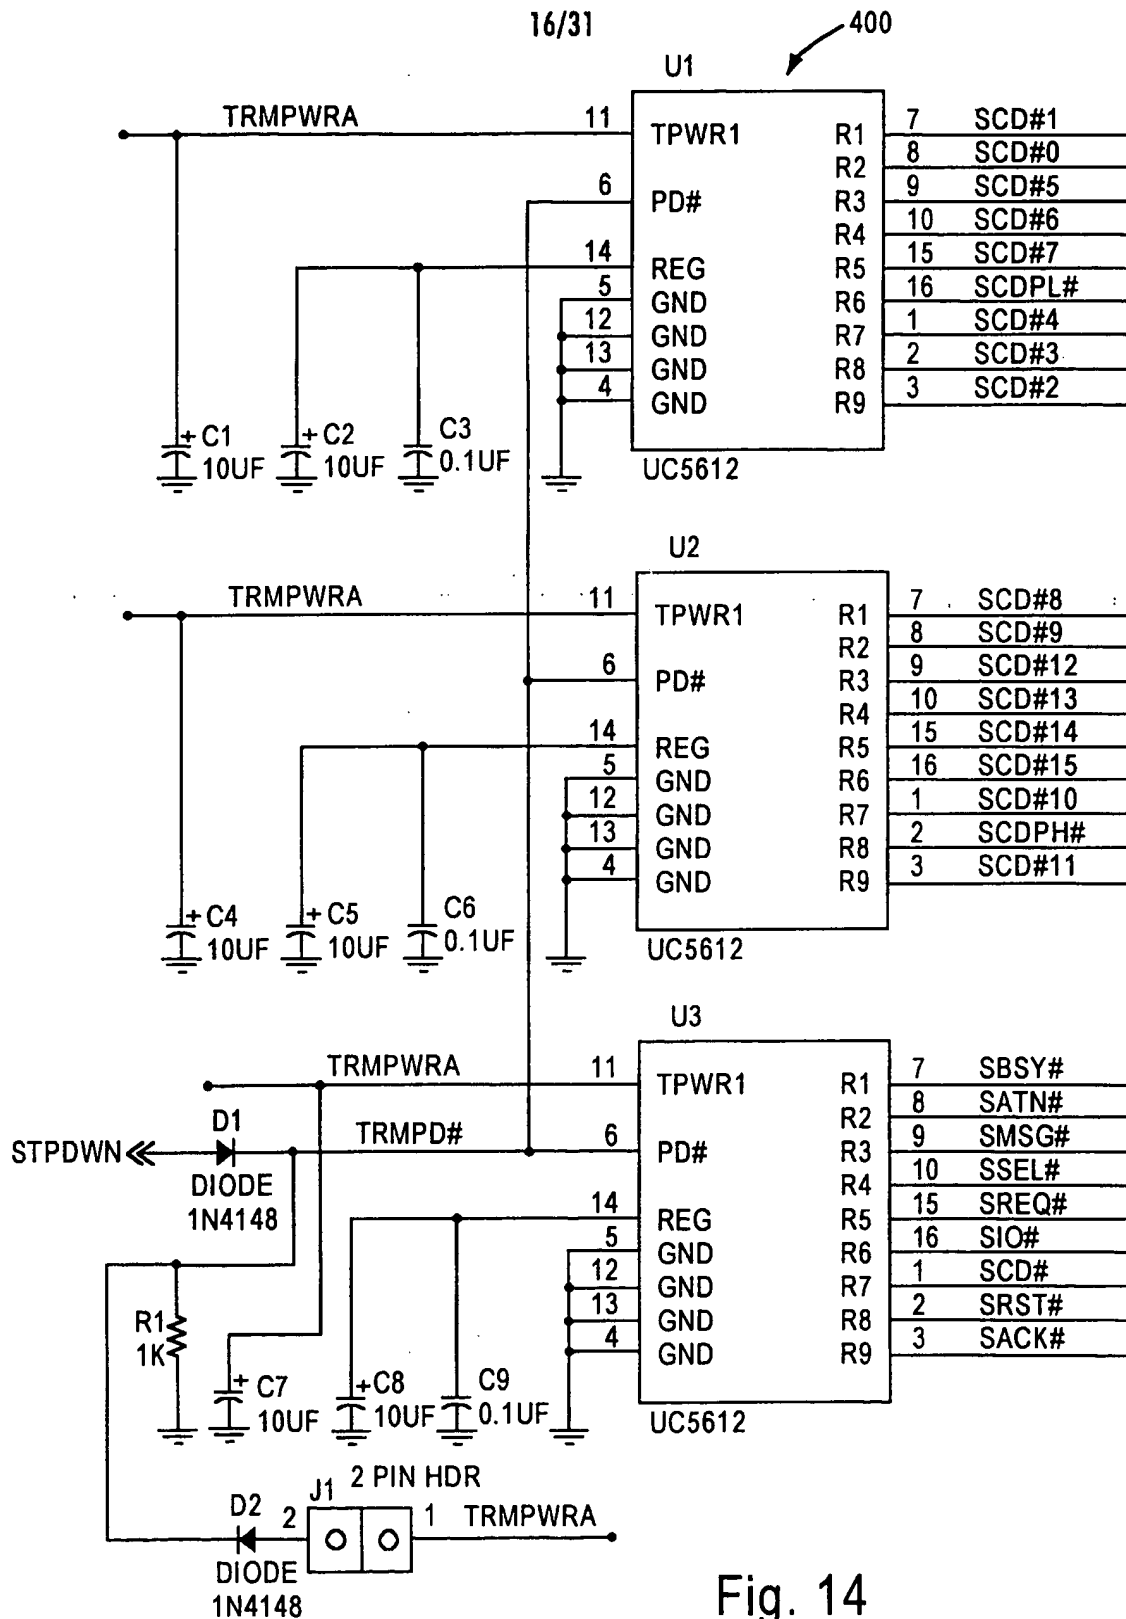 16/31
400
U1
TRMPWRA 11 TPWR1 R1 7 SCD#1
R2 8 SCD#0
6 PD# R3 9 SCD#5
R4 10 SCD#6
14 REG R5 15 SCD#7
5 GND R6 16 SCDPL#
12 GND R7 1 SCD#4
13 GND R8 2 SCD#3
4 GND R9 3 SCD#2
+ C1 10UF
+ C2 10UF
C3 0.1UF
UC5612
U2
TRMPWRA 11 TPWR1 R1 7 SCD#8
R2 8 SCD#9
6 PD# R3 9 SCD#12
R4 10 SCD#13
14 REG R5 15 SCD#14
5 GND R6 16 SCD#15
12 GND R7 1 SCD#10
13 GND R8 2 SCDPH#
4 GND R9 3 SCD#11
+ C4 10UF
+ C5 10UF
C6 0.1UF
UC5612
U3
TRMPWRA 11 TPWR1 R1 7 SBSY#
R2 8 SATN#
STPDWN D1 TRMPD# 6 PD# R3 9 SMSG#
DIODE
1N4148
R4 10 SSEL#
14 REG R5 15 SREQ#
5 GND R6 16 SIO#
12 GND R7 1 SCD#
13 GND R8 2 SRST#
4 GND R9 3 SACK#
R1
1K
+ C7 10UF
+ C8 10UF
C9 0.1UF
UC5612
2 PIN HDR
D2 2 J1 1 TRMPWRA
DIODE
1N4148
Fig. 14